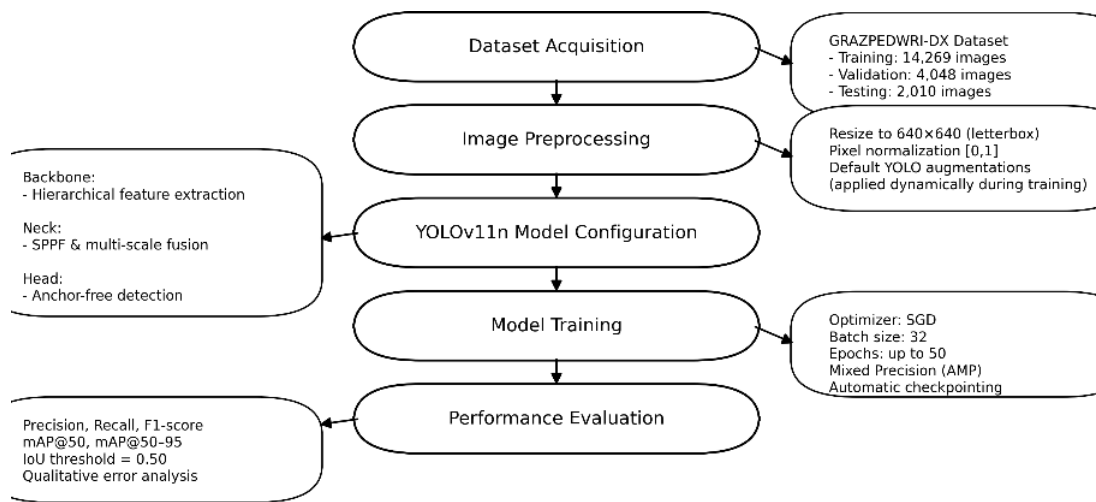 Dataset Acquisition
GRAZPEDWRI-DX Dataset
- Training: 14,269 images
- Validation: 4,048 images
- Testing: 2,010 images
Image Preprocessing
Resize to 640×640 (letterbox)
Pixel normalization [0,1]
Default YOLO augmentations
(applied dynamically during training)
Backbone:
- Hierarchical feature extraction
Neck:
- SPPF & multi-scale fusion
Head:
- Anchor-free detection
YOLOv11n Model Configuration
Model Training
Optimizer: SGD
Batch size: 32
Epochs: up to 50
Mixed Precision (AMP)
Automatic checkpointing
Performance Evaluation
Precision, Recall, F1-score
mAP@50, mAP@50–95
IoU threshold = 0.50
Qualitative error analysis